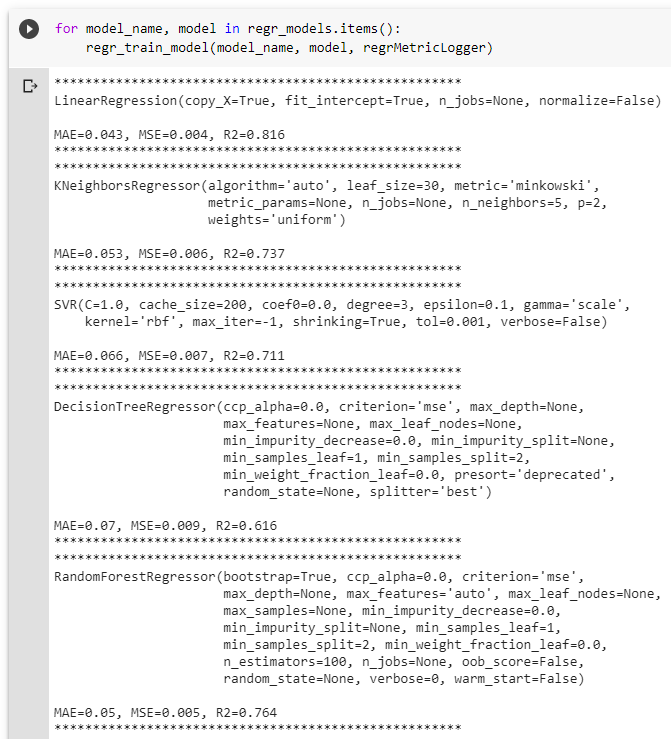 for model_name, model in regr_models.items():
    regr_train_model(model_name, model, regrMetricLogger)
****************************************************
LinearRegression(copy_X=True, fit_intercept=True, n_jobs=None, normalize=False)
MAE=0.043, MSE=0.004, R2=0.816
****************************************************
****************************************************
KNeighborsRegressor(algorithm='auto', leaf_size=30, metric='minkowski',
                    metric_params=None, n_jobs=None, n_neighbors=5, p=2,
                    weights='uniform')
MAE=0.053, MSE=0.006, R2=0.737
****************************************************
****************************************************
SVR(C=1.0, cache_size=200, coef0=0.0, degree=3, epsilon=0.1, gamma='scale',
    kernel='rbf', max_iter=-1, shrinking=True, tol=0.001, verbose=False)
MAE=0.066, MSE=0.007, R2=0.711
****************************************************
****************************************************
DecisionTreeRegressor(ccp_alpha=0.0, criterion='mse', max_depth=None,
                      max_features=None, max_leaf_nodes=None,
                      min_impurity_decrease=0.0, min_impurity_split=None,
                      min_samples_leaf=1, min_samples_split=2,
                      min_weight_fraction_leaf=0.0, presort='deprecated',
                      random_state=None, splitter='best')
MAE=0.07, MSE=0.009, R2=0.616
****************************************************
****************************************************
RandomForestRegressor(bootstrap=True, ccp_alpha=0.0, criterion='mse',
                      max_depth=None, max_features='auto', max_leaf_nodes=None,
                      max_samples=None, min_impurity_decrease=0.0,
                      min_impurity_split=None, min_samples_leaf=1,
                      min_samples_split=2, min_weight_fraction_leaf=0.0,
                      n_estimators=100, n_jobs=None, oob_score=False,
                      random_state=None, verbose=0, warm_start=False)
MAE=0.05, MSE=0.005, R2=0.764
****************************************************